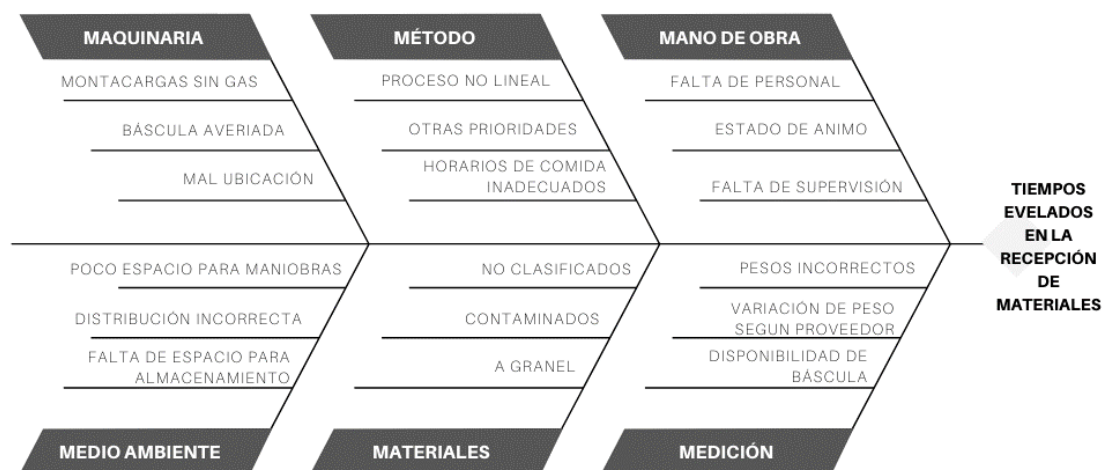 MAQUINARIA
MONTACARGAS SIN GAS
BÁSCULA AVERIADA
MAL UBICACIÓN
MÉTODO
PROCESO NO LINEAL
OTRAS PRIORIDADES
HORARIOS DE COMIDA
INADECUADOS
MANO DE OBRA
FALTA DE PERSONAL
ESTADO DE ANIMO
FALTA DE SUPERVISIÓN
TIEMPOS
EVELADOS
EN LA
RECEPCIÓN
DE
MATERIALES
POCO ESPACIO PARA MANIOBRAS
DISTRIBUCIÓN INCORRECTA
FALTA DE ESPACIO PARA
ALMACENAMIENTO
MEDIO AMBIENTE
NO CLASIFICADOS
CONTAMINADOS
A GRANEL
MATERIALES
PESOS INCORRECTOS
VARIACIÓN DE PESO
SEGUN PROVEEDOR
DISPONIBILIDAD DE
BÁSCULA
MEDICIÓN